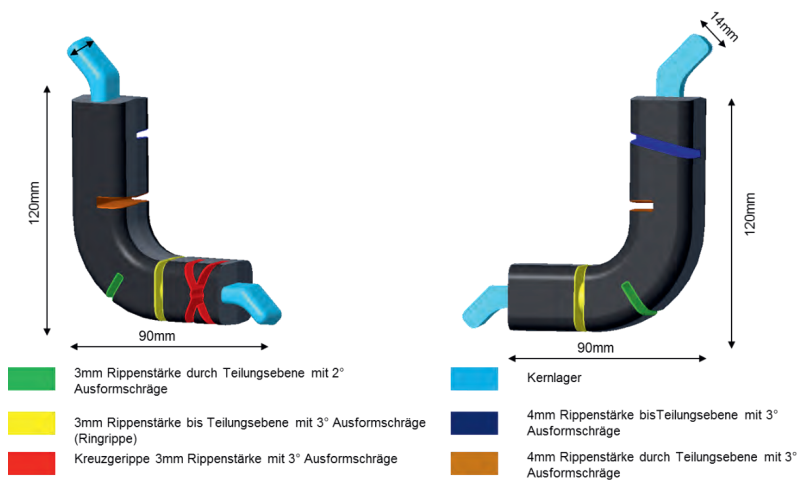 14mm
120mm
120mm
90mm
90mm
3mm Rippenstärke durch Teilungsebene mit 2°
Ausformschräge
3mm Rippenstärke bis Teilungsebene mit 3° Ausformschräge
(Ringrippe)
Kreuzgerippe 3mm Rippenstärke mit 3° Ausformschräge
Kernlager
4mm Rippenstärke bisTeilungsebene mit 3°
Ausformschräge
4mm Rippenstärke durch Teilungsebene mit 3°
Ausformschräge